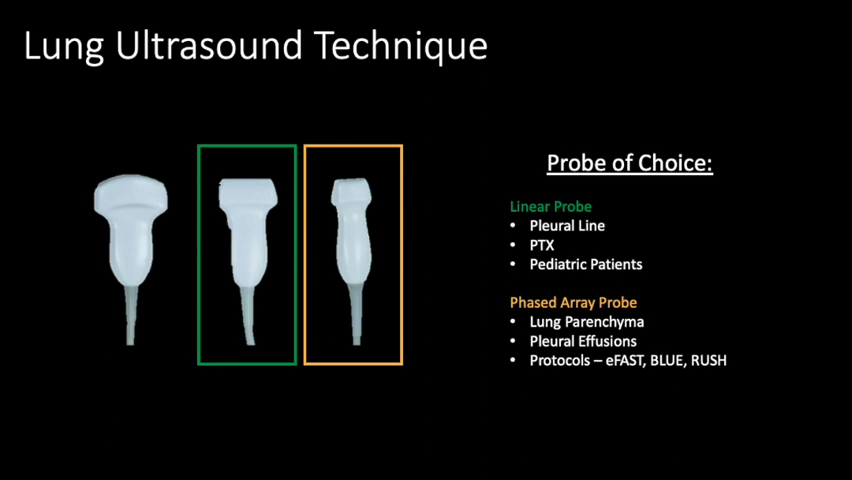 Lung Ultrasound Technique
Probe of Choice:
Linear Probe
• Pleural Line
• PTX
• Pediatric Patients
Phased Array Probe
• Lung Parenchyma
• Pleural Effusions
• Protocols – eFAST, BLUE, RUSH